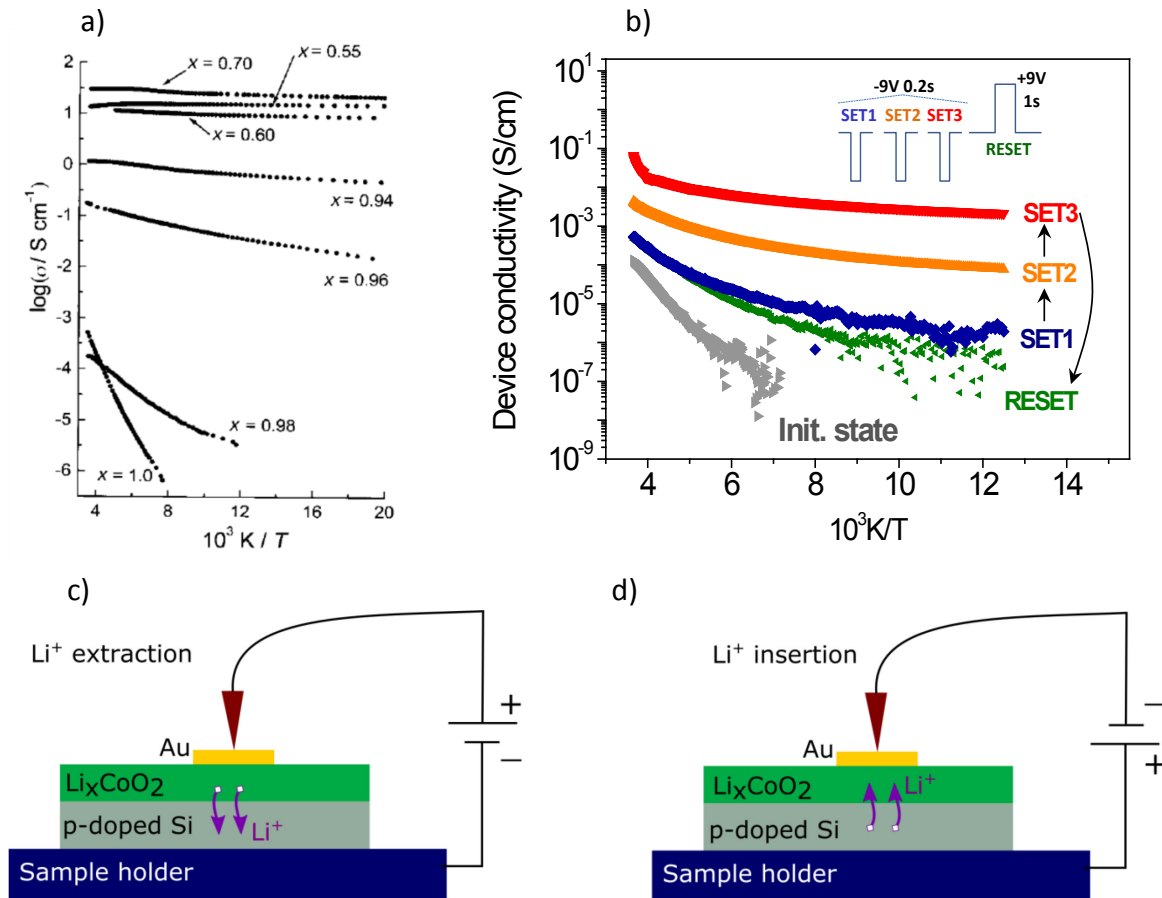 a)
x = 0.55
x = 0.70
x = 0.60
x = 0.94
x = 0.96
x = 0.98
x = 1.0
2
1
0
-1
-2
-3
-4
-5
-6
log(σ/ S cm⁻¹)
4
8
12
16
20
10³ K / T
b)
10¹
10⁻¹
10⁻³
10⁻⁵
10⁻⁷
10⁻⁹
Device conductivity (S/cm)
-9V 0.2s
SET1 SET2 SET3
+9V
1s
RESET
SET3
SET2
SET1
RESET
Init. state
4 6 8 10 12 14
10³K/T
c)
Li⁺ extraction
+
−
Au
LiₓCoO₂
p-doped Si
Li⁺
Sample holder
d)
Li⁺ insertion
−
+
Au
LiₓCoO₂
Li⁺
p-doped Si
Sample holder